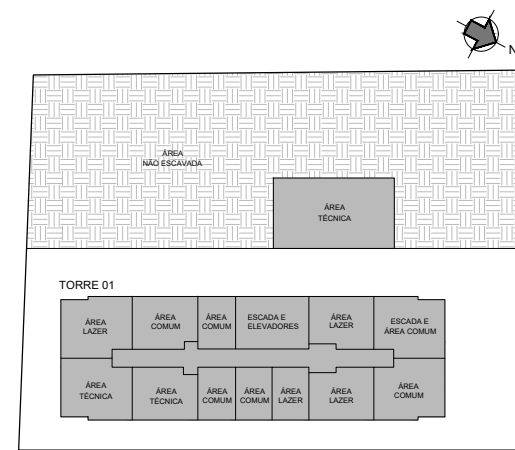 N
ÁREA
NÃO ESCAVADA
ÁREA
TÉCNICA
TORRE 01
ÁREA
LAZER
ÁREA
COMUM
ÁREA
COMUM
ESCADA E
ELEVADORES
ÁREA
LAZER
ESCADA E
ÁREA COMUM
ÁREA
TÉCNICA
ÁREA
TÉCNICA
ÁREA
COMUM
ÁREA
COMUM
ÁREA
LAZER
ÁREA
LAZER
ÁREA
COMUM